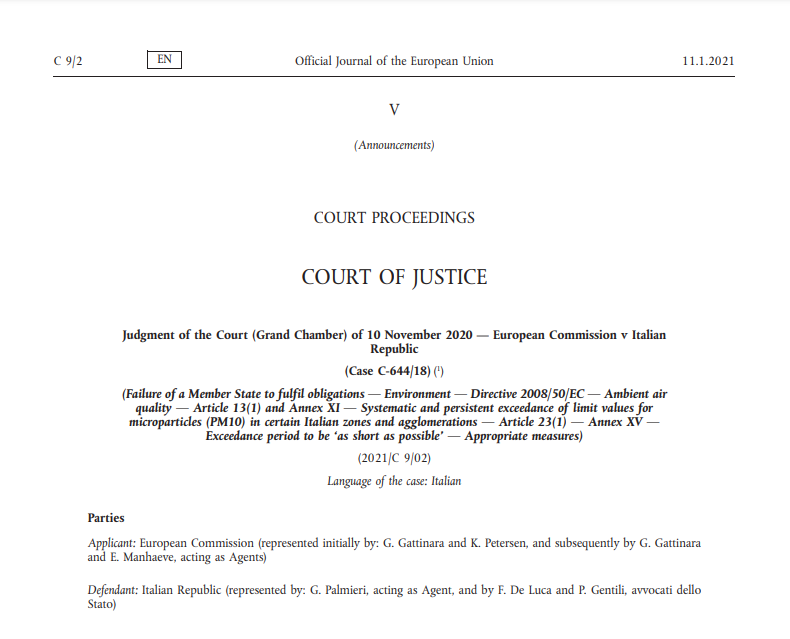 C 9/2 EN Official Journal of the European Union 11.1.2021
V
(Announcements)
COURT PROCEEDINGS
COURT OF JUSTICE
Judgment of the Court (Grand Chamber) of 10 November 2020 — European Commission v Italian
Republic
(Case C-644/18) (¹)
(Failure of a Member State to fulfil obligations — Environment — Directive 2008/50/EC — Ambient air
quality — Article 13(1) and Annex XI — Systematic and persistent exceedance of limit values for
microparticles (PM10) in certain Italian zones and agglomerations — Article 23(1) — Annex XV —
Exceedance period to be ‘as short as possible’ — Appropriate measures)
(2021/C 9/02)
Language of the case: Italian
Parties
Applicant: European Commission (represented initially by: G. Gattinara and K. Petersen, and subsequently by G. Gattinara
and E. Manhaeve, acting as Agents)
Defendant: Italian Republic (represented by: G. Palmieri, acting as Agent, and by F. De Luca and P. Gentili, avvocati dello
Stato)